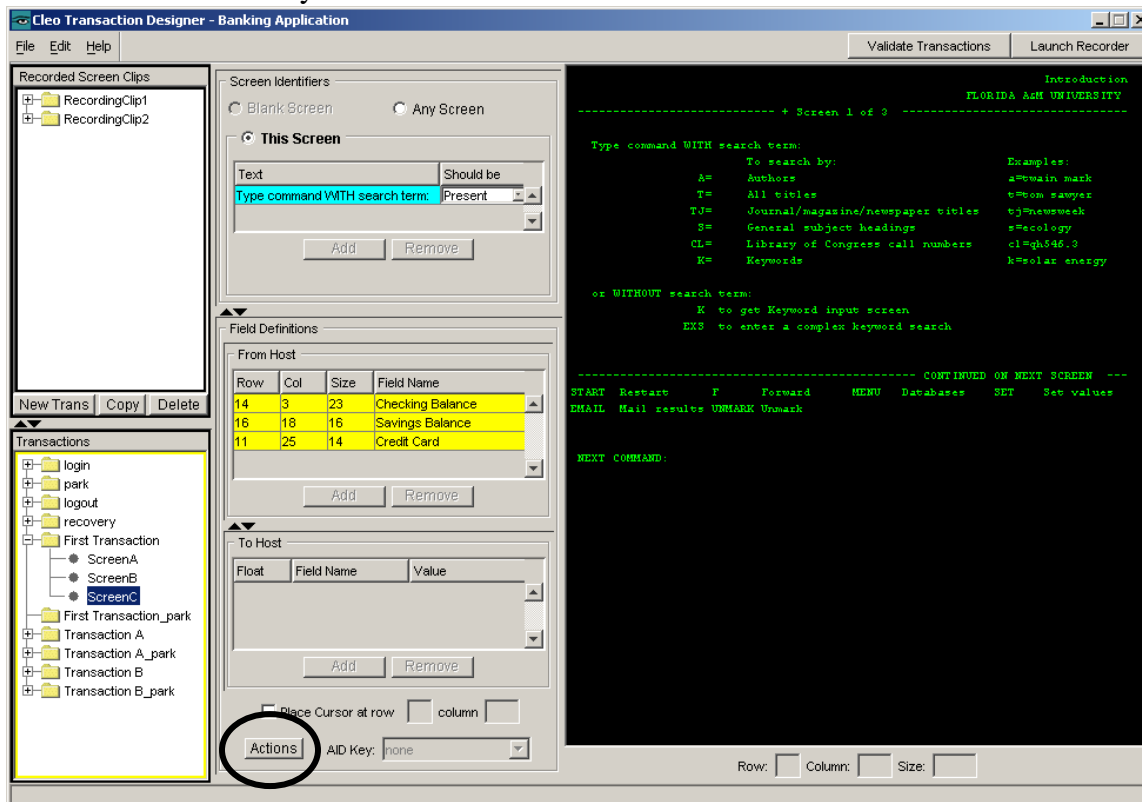 Cleo Transaction Designer - Banking Application
File Edit Help
Validate Transactions Launch Recorder
Recorded Screen Clips
RecordingClip1
RecordingClip2
New Trans Copy Delete
Transactions
login
park
logout
recovery
First Transaction
ScreenA
ScreenB
ScreenC
First Transaction_park
Transaction A
Transaction A_park
Transaction B
Transaction B_park
Screen Identifiers
Blank Screen Any Screen
This Screen
Text Should be
Type command WITH search term: Present
Add Remove
Field Definitions
From Host
Row Col Size Field Name
14 3 23 Checking Balance
16 18 16 Savings Balance
11 25 14 Credit Card
Add Remove
To Host
Float Field Name Value
Add Remove
Place Cursor at row column
Actions AID Key: none
Introduction
FLORIDA A&M UNIVERSITY
--------------------------- + Screen 1 of 3 -------------------------------
Type command WITH search term:
To search by: Examples:
A= Authors a=twain mark
T= All titles t=tom sawyer
TJ= Journal/magazine/newspaper titles tj=newsweek
S= General subject headings s=ecology
CL= Library of Congress call numbers cl=qh546.3
K= Keywords k=solar energy
or WITHOUT search term:
K to get Keyword input screen
EXS to enter a complex keyword search
---------------------------------------------- CONTINUED ON NEXT SCREEN ---
START Restart F Forward MENU Databases SET Set values
EMAIL Mail results UNMARK Unmark
NEXT COMMAND:
Row: Column: Size: